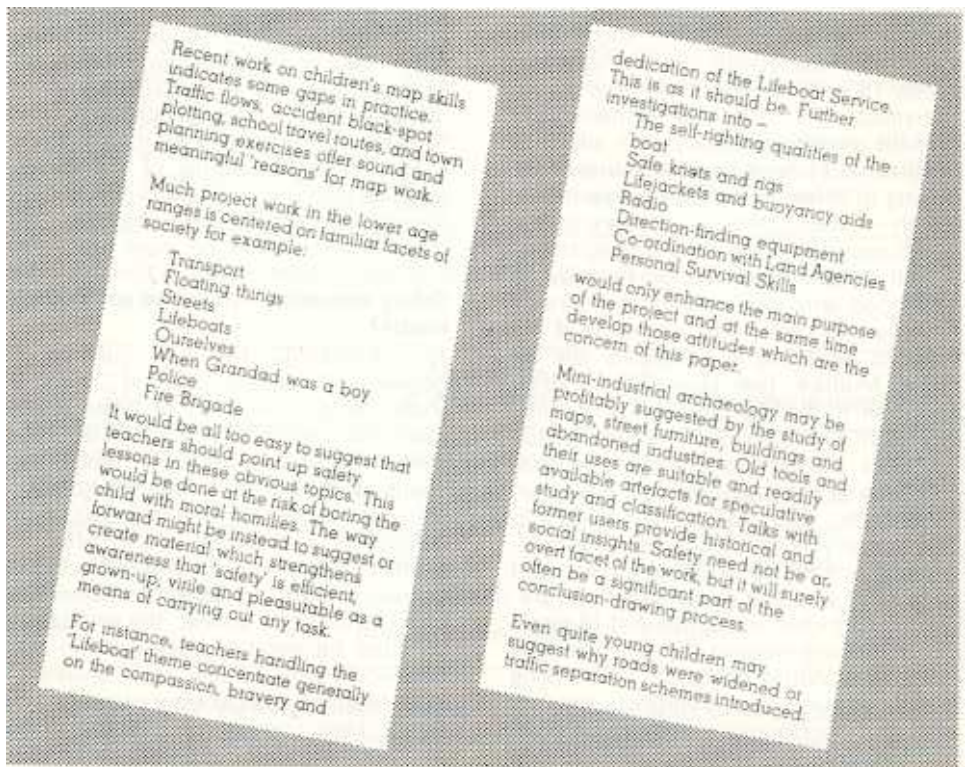 Recent work on children's map skills
indicates some gaps in practice.
Traffic flows, accident black-spot
plotting, school travel routes, and town
planning exercises offer sound and
meaningful 'reasons' for map work.
Much project work in the lower age
ranges is centered on familiar facets of
society for example:
Transport
Floating things
Streets
Lifeboats
Ourselves
When Grandad was a boy
Police
Fire Brigade
It would be all too easy to suggest that
teachers should point up safety
lessons in these obvious topics. This
would be done at the risk of boring the
child with moral homilies. The way
forward might be instead to suggest or
create material which strengthens
awareness that 'safety' is efficient,
grown-up, virile and pleasurable as a
means of carrying out any task.
For instance, teachers handling the
'Lifeboat' theme concentrate generally
on the compassion, bravery and
dedication of the Lifeboat Service.
This is as it should be. Further
investigations into –
The self-righting qualities of the
boat
Safe knots and rigs
Lifejackets and buoyancy aids
Radio
Direction-finding equipment
Co-ordination with Land Agencies
Personal Survival Skills
would only enhance the main purpose
of the project and at the same time
develop those attitudes which are the
concern of this paper.
Mini-industrial archaeology may be
profitably suggested by the study of
maps, street furniture, buildings and
abandoned industries. Old tools and
their uses are suitable and readily
available artefacts for speculative
study and classification. Talks with
former users provide historical and
social insights. Safety need not be an
overt facet of the work, but it will surely
often be a significant part of the
conclusion-drawing process.
Even quite young children may
suggest why roads were widened or
traffic separation schemes introduced.